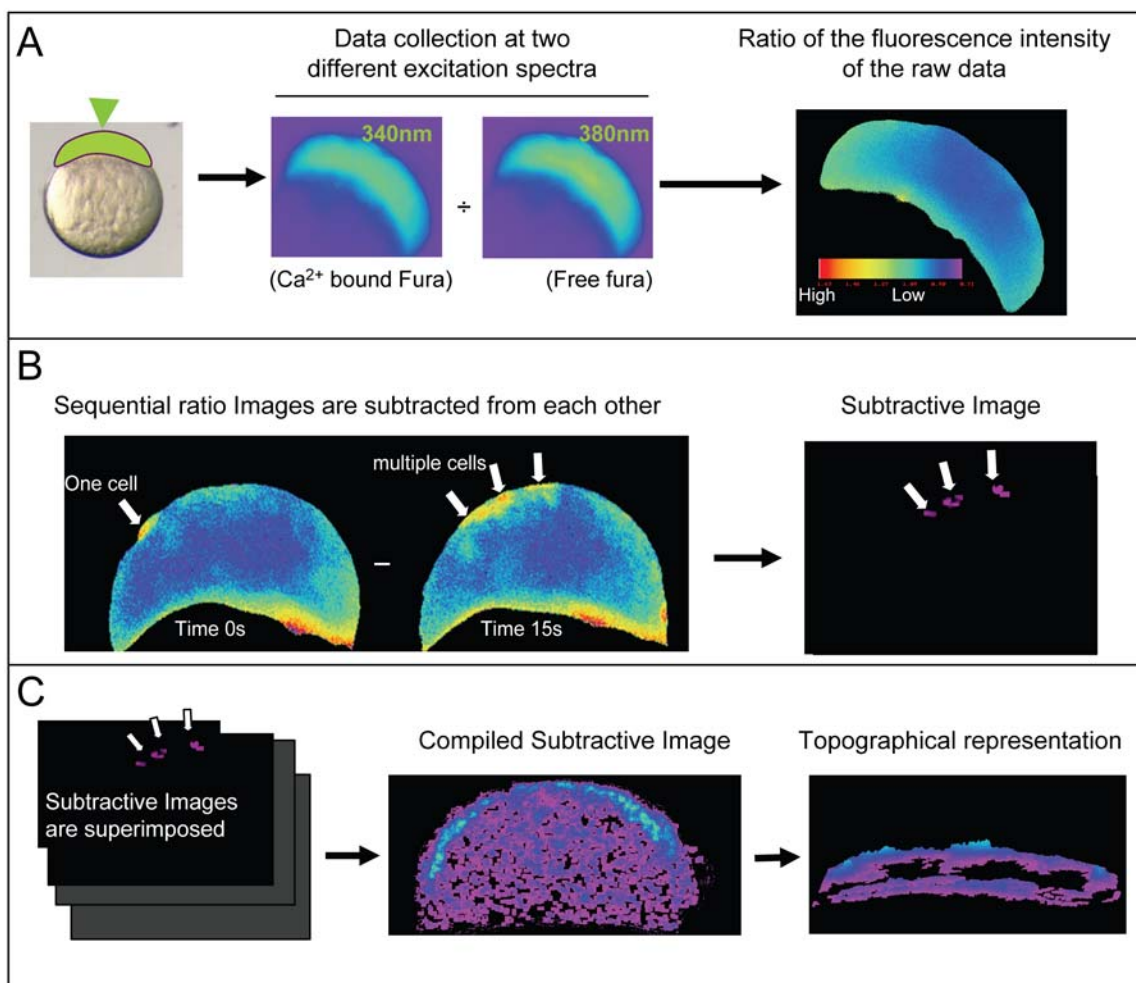 A
Data collection at two
different excitation spectra
Ratio of the fluorescence intensity
of the raw data
340nm
380nm
÷
(Ca²⁺ bound Fura)
(Free fura)
High
Low
B
Sequential ratio Images are subtracted from each other
Subtractive Image
One cell
multiple cells
–
Time 0s
Time 15s
C
Subtractive Images
are superimposed
Compiled Subtractive Image
Topographical representation